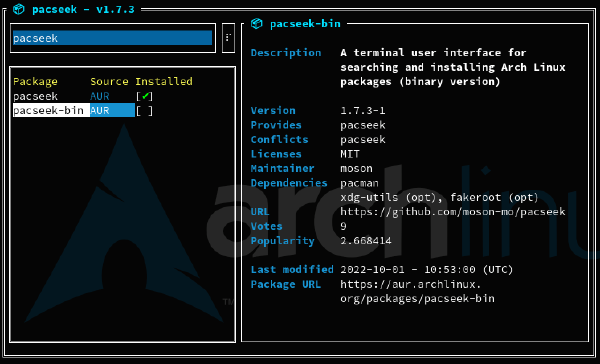 pacseek - v1.7.3
pacseek
Package Source Installed
pacseek AUR [✔]
pacseek-bin AUR [ ]
pacseek-bin
Description A terminal user interface for
searching and installing Arch Linux
packages (binary version)
Version 1.7.3-1
Provides pacseek
Conflicts pacseek
Licenses MIT
Maintainer moson
Dependencies pacman
xdg-utils (opt), fakeroot (opt)
URL https://github.com/moson-mo/pacseek
Votes 9
Popularity 2.668414
Last modified 2022-10-01 - 10:53:00 (UTC)
Package URL https://aur.archlinux.
org/packages/pacseek-bin
archlinu
TM